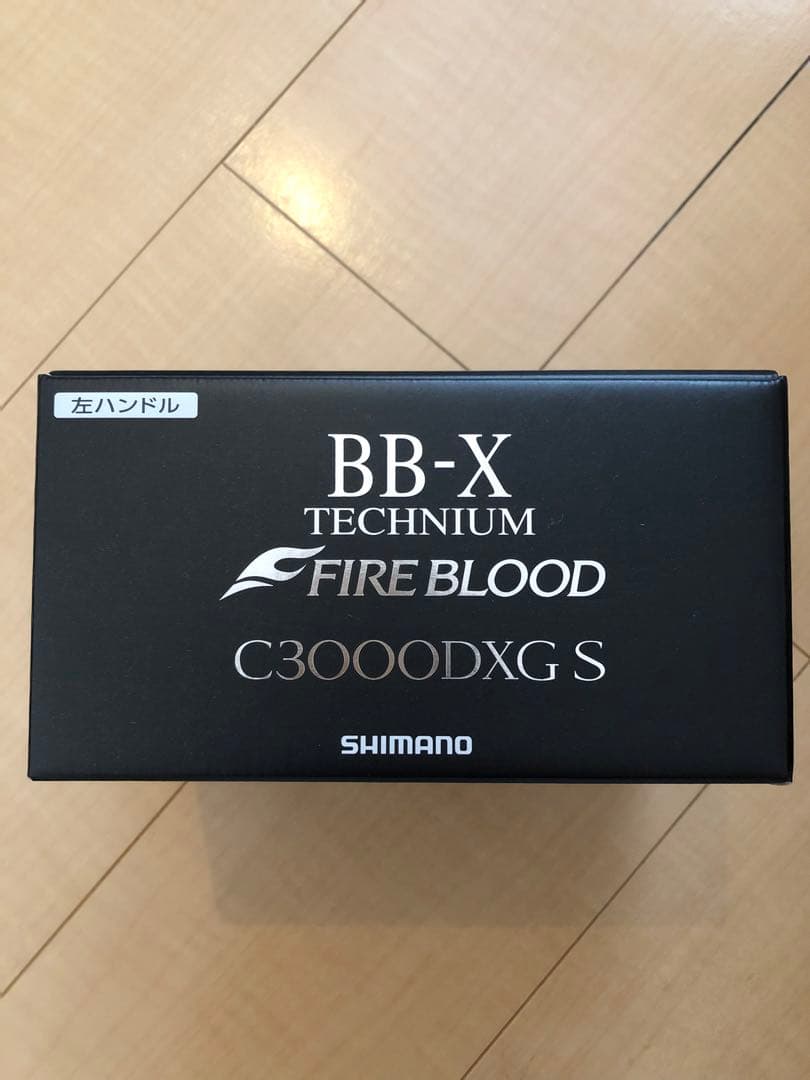 左ハンドル
BB-X
TECHNIUM
FIRE BLOOD
C3000DXG S
SHIMANO